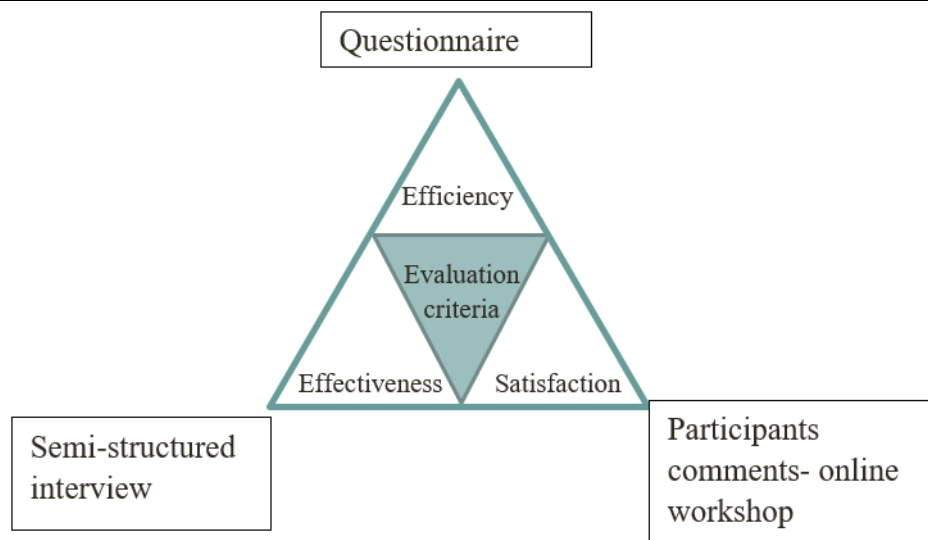 Questionnaire
Efficiency
Evaluation
criteria
Effectiveness
Satisfaction
Semi-structured
interview
Participants
comments- online
workshop